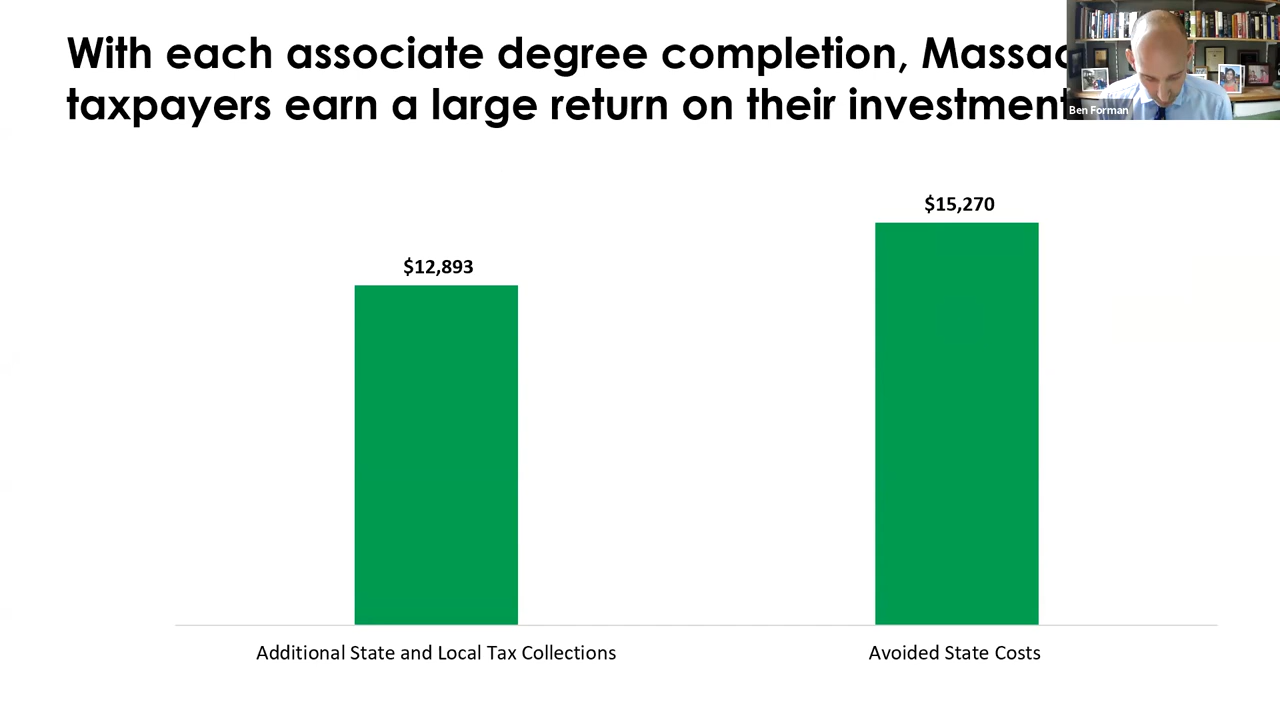 With each associate degree completion,
taxpayers earn a large return on their investment
Ben Forman
$15,270
$12,893
Additional State and Local Tax Collections
Avoided State Costs